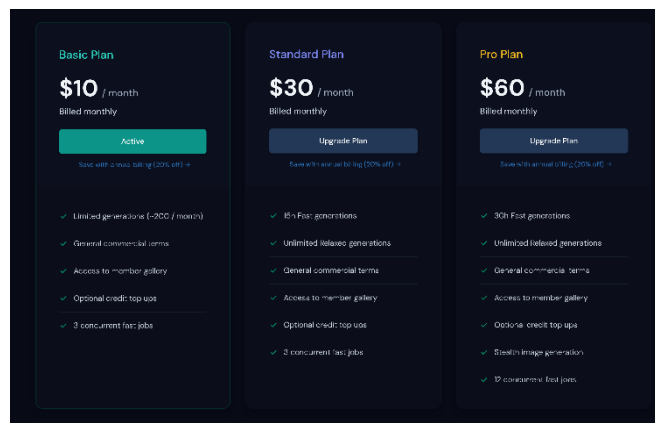 Basic Plan
$10 / month
Billed monthly
Active
Save with annual billing (20% off) →
✓ Limited generations (~200 / month)
✓ General commercial terms
✓ Access to member gallery
✓ Optional credit top ups
✓ 3 concurrent fast jobs
Standard Plan
$30 / month
Billed monthly
Upgrade Plan
Save with annual billing (20% off) →
✓ 15h Fast generations
✓ Unlimited Relaxed generations
✓ General commercial terms
✓ Access to member gallery
✓ Optional credit top ups
✓ 3 concurrent fast jobs
Pro Plan
$60 / month
Billed monthly
Upgrade Plan
Save with annual billing (20% off) →
✓ 30h Fast generations
✓ Unlimited Relaxed generations
✓ General commercial terms
✓ Access to member gallery
✓ Optional credit top ups
✓ Stealth image generation
✓ 12 concurrent fast jobs